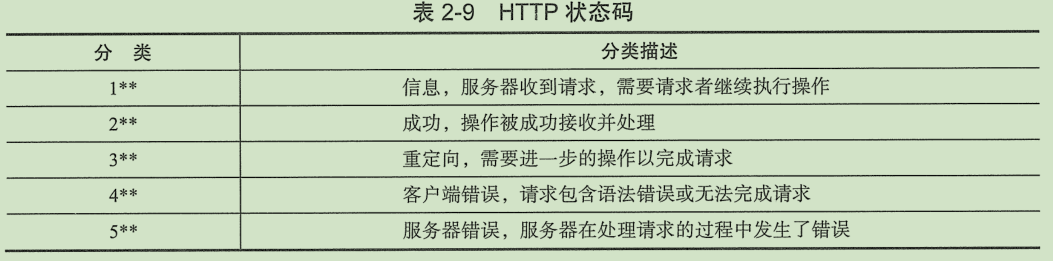 表 2-9 HTTP 状态码
分 类 分类描述
1** 信息，服务器收到请求，需要请求者继续执行操作
2** 成功，操作被成功接收并处理
3** 重定向，需要进一步的操作以完成请求
4** 客户端错误，请求包含语法错误或无法完成请求
5** 服务器错误，服务器在处理请求的过程中发生了错误